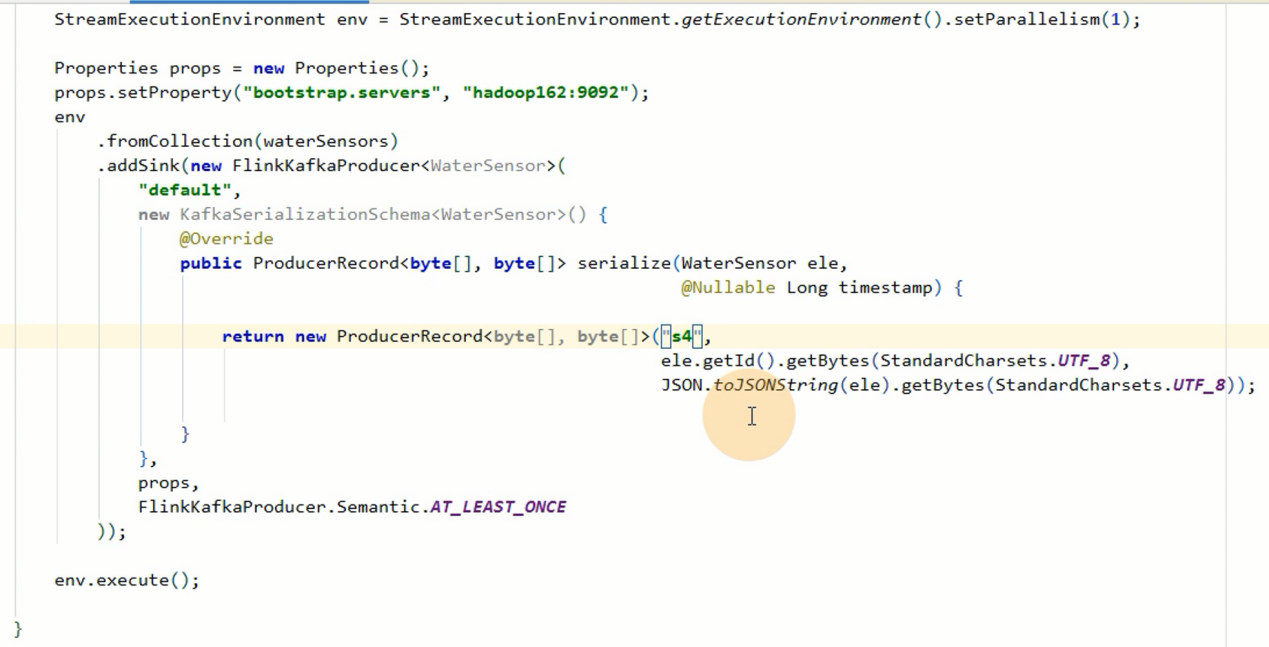 StreamExecutionEnvironment env = StreamExecutionEnvironment.getExecutionEnvironment().setParallelism(1);
Properties props = new Properties();
props.setProperty("bootstrap.servers", "hadoop162:9092");
env
.fromCollection(waterSensors)
.addSink(new FlinkKafkaProducer<WaterSensor>(
"default",
new KafkaSerializationSchema<WaterSensor>() {
@Override
public ProducerRecord<byte[], byte[]> serialize(WaterSensor ele,
@Nullable Long timestamp) {
return new ProducerRecord<byte[], byte[]>("s4",
ele.getId().getBytes(StandardCharsets.UTF_8),
JSON.toJSONString(ele).getBytes(StandardCharsets.UTF_8));
}
},
props,
FlinkKafkaProducer.Semantic.AT_LEAST_ONCE
));
env.execute();
}